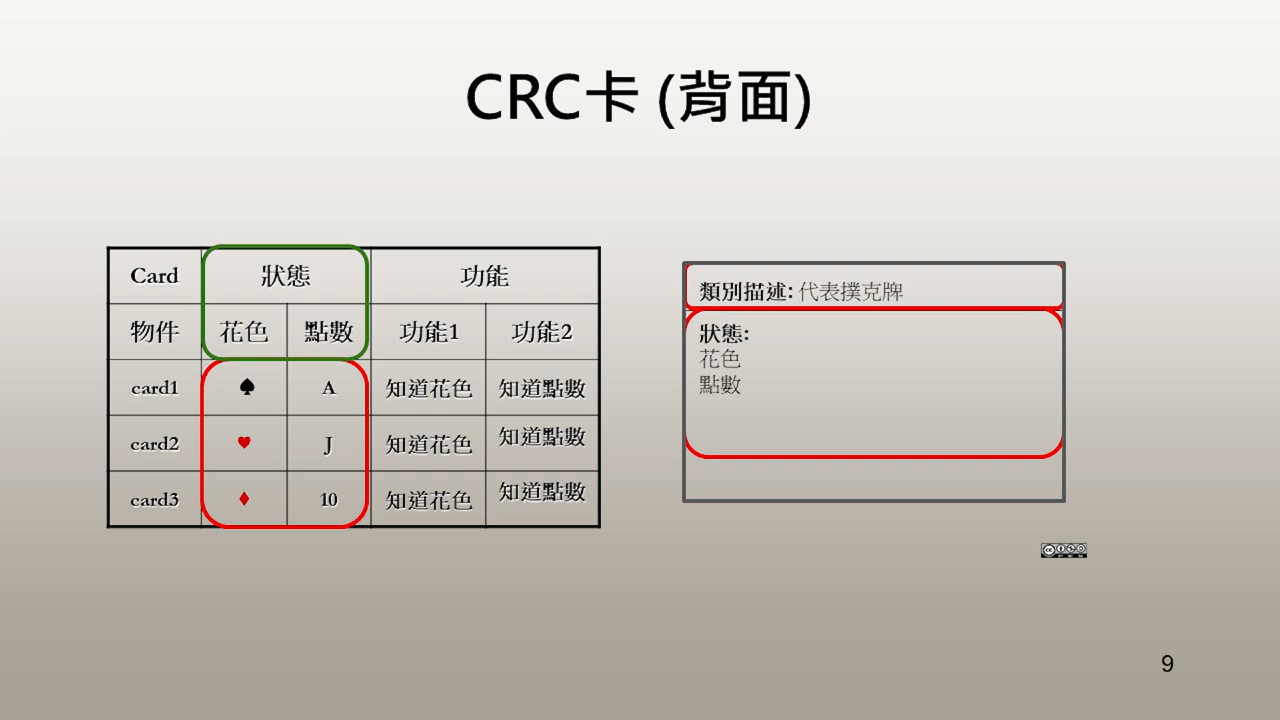 CRC卡 (背面)
Card 狀態 功能
物件 花色 點數 功能1 功能2
card1 ♠ A 知道花色 知道點數
card2 ♥ J 知道花色 知道點數
card3 ♦ 10 知道花色 知道點數
類別描述: 代表撲克牌
狀態:
花色
點數
9